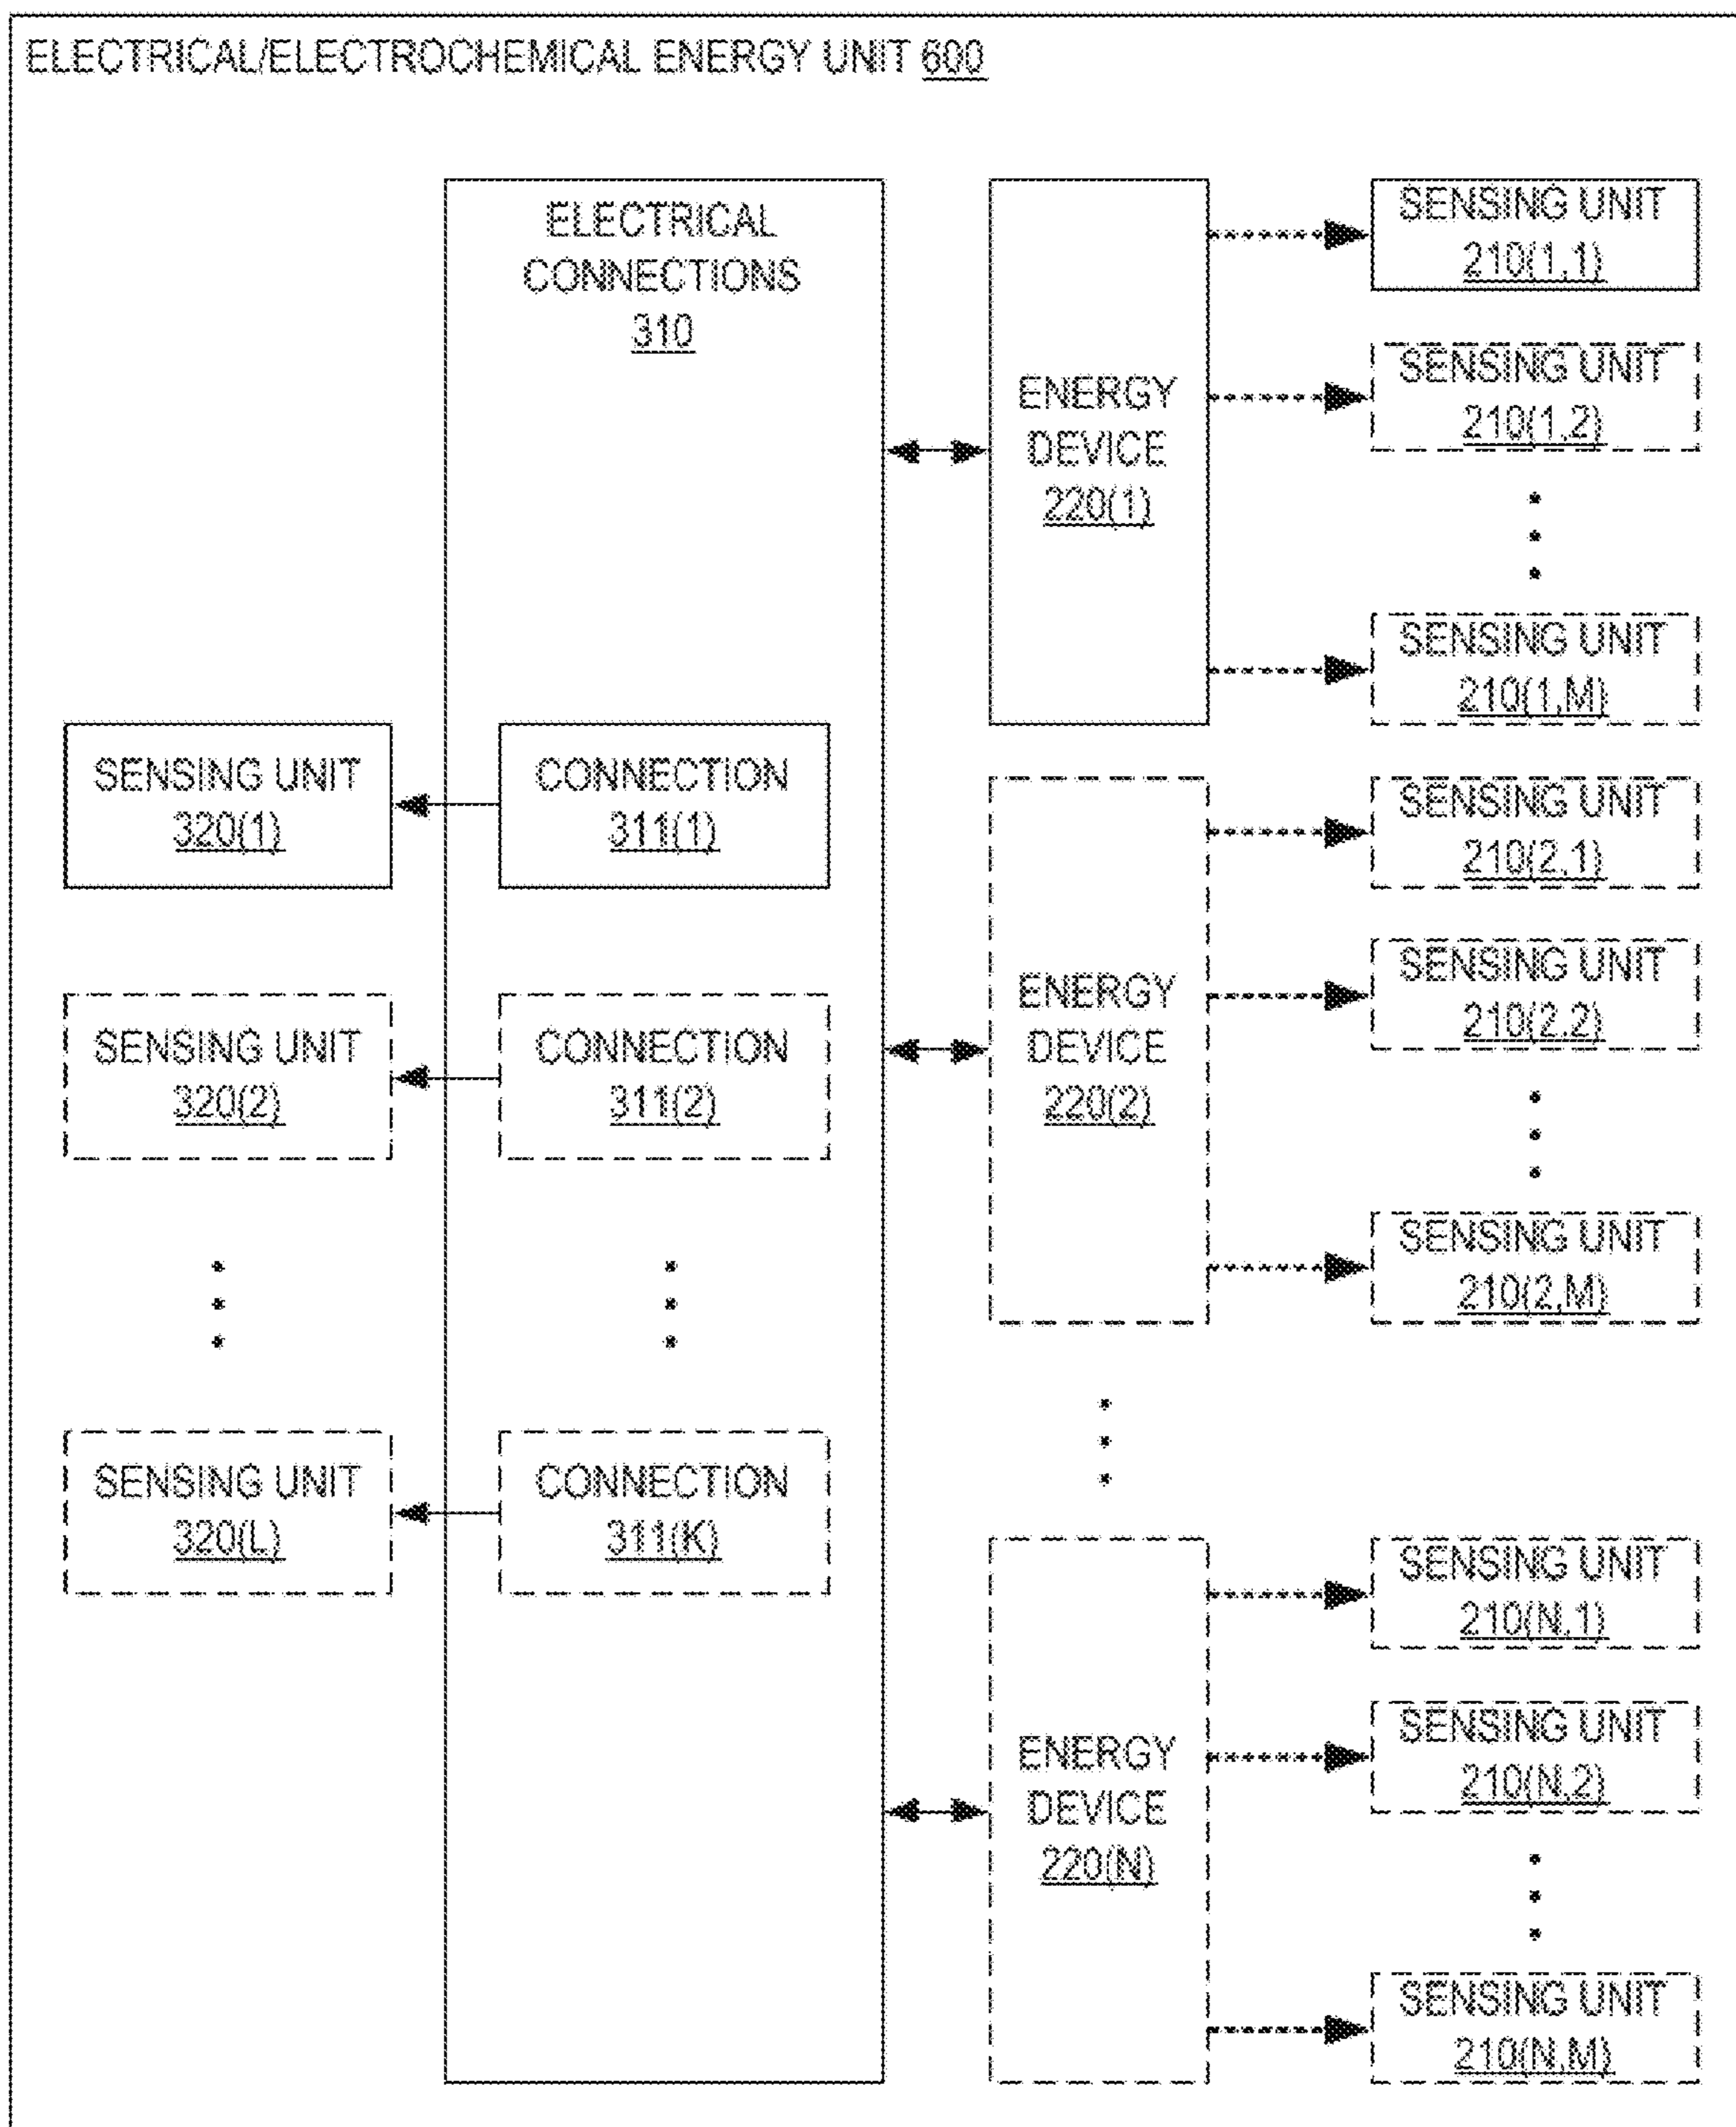 ELECTRICAL/ELECTROCHEMICAL ENERGY UNIT 600
ELECTRICAL
CONNECTIONS
310
SENSING UNIT
320(1)
CONNECTION
311(1)
SENSING UNIT
320(2)
CONNECTION
311(2)
SENSING UNIT
320(L)
CONNECTION
311(K)
ENERGY
DEVICE
220(1)
SENSING UNIT
210(1,1)
SENSING UNIT
210(1,2)
SENSING UNIT
210(1,M)
ENERGY
DEVICE
220(2)
SENSING UNIT
210(2,1)
SENSING UNIT
210(2,2)
SENSING UNIT
210(2,M)
ENERGY
DEVICE
220(N)
SENSING UNIT
210(N,1)
SENSING UNIT
210(N,2)
SENSING UNIT
210(N,M)